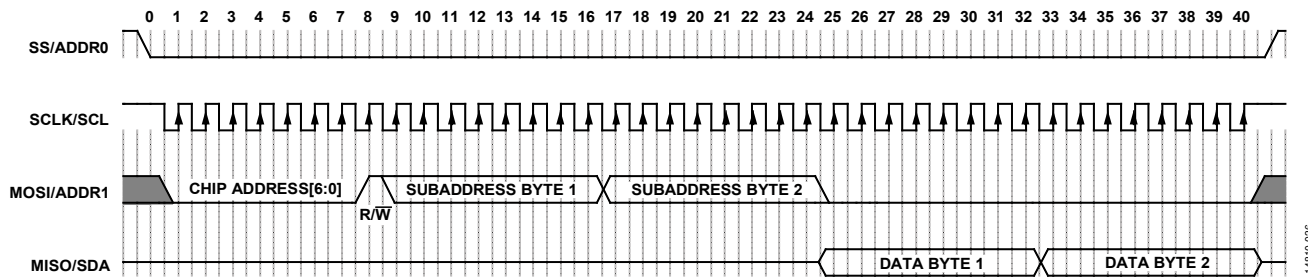 0 1 2 3 4 5 6 7 8 9 10 11 12 13 14 15 16 17 18 19 20 21 22 23 24 25 26 27 28 29 30 31 32 33 34 35 36 37 38 39 40
SS/ADDR0
SCLK/SCL
MOSI/ADDR1 CHIP ADDRESS[6:0] SUBADDRESS BYTE 1 SUBADDRESS BYTE 2
R/W̅
MISO/SDA DATA BYTE 1 DATA BYTE 2